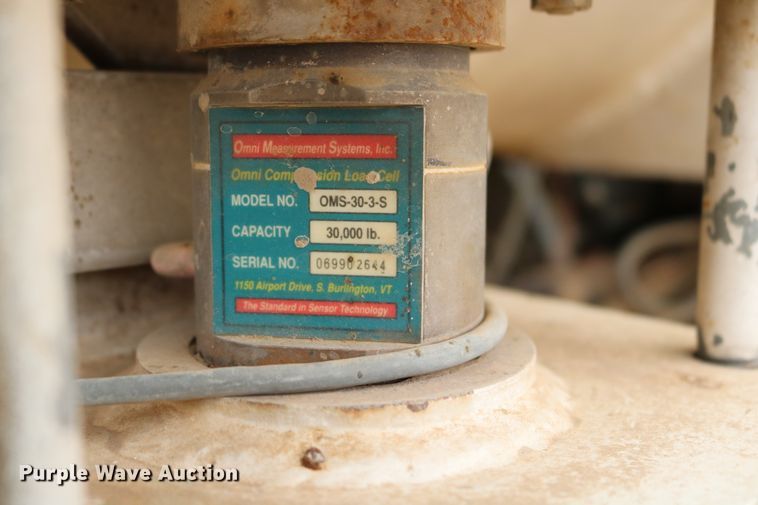 Omni Measurement Systems, Inc.
Omni Compression Load Cell
MODEL NO. OMS-30-3-S
CAPACITY 30,000 lb.
SERIAL NO. 069902644
1150 Airport Drive, S. Burlington, VT
The Standard in Sensor Technology
Purple Wave Auction